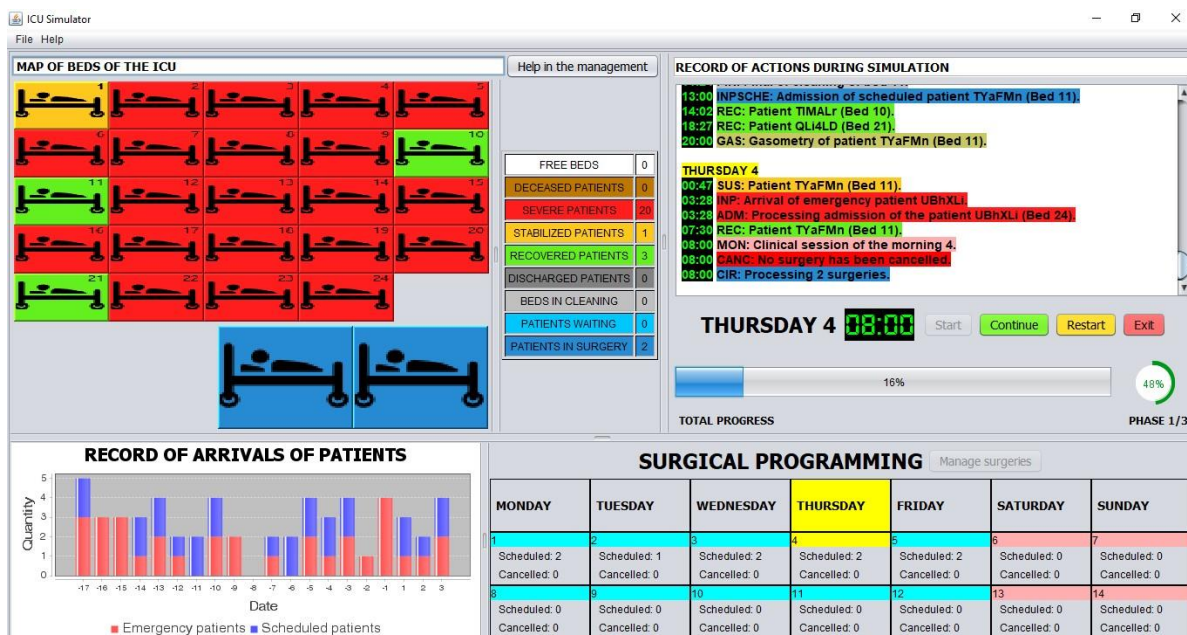 ICU Simulator
File Help
MAP OF BEDS OF THE ICU
1 2 3 4 5
6 7 8 9 10
11 12 13 14 15
16 17 18 19 20
21 22 23 24
Help in the management
FREE BEDS 0
DECEASED PATIENTS 0
SEVERE PATIENTS 20
STABILIZED PATIENTS 1
RECOVERED PATIENTS 3
DISCHARGED PATIENTS 0
BEDS IN CLEANING 0
PATIENTS WAITING 0
PATIENTS IN SURGERY 2
RECORD OF ACTIONS DURING SIMULATION
13:00 INPSCHE: Admission of scheduled patient TYaFMn (Bed 11).
14:02 REC: Patient TIMALr (Bed 10).
18:27 REC: Patient QLi4LD (Bed 21).
20:00 GAS: Gasometry of patient TYaFMn (Bed 11).
THURSDAY 4
00:47 SUS: Patient TYaFMn (Bed 11).
03:28 INP: Arrival of emergency patient UBhXLi.
03:28 ADM: Processing admission of the patient UBhXLi (Bed 24).
07:30 REC: Patient TYaFMn (Bed 11).
08:00 MON: Clinical session of the morning 4.
08:00 CANC: No surgery has been cancelled.
08:00 CIR: Processing 2 surgeries.
THURSDAY 4 08:00 Start Continue Restart Exit
16% 48%
TOTAL PROGRESS PHASE 1/3
RECORD OF ARRIVALS OF PATIENTS
Quantity
5
4
3
2
1
0
-17 -16 -15 -14 -13 -12 -11 -10 -9 -8 -7 -6 -5 -4 -3 -2 -1 1 2 3
Date
Emergency patients Scheduled patients
SURGICAL PROGRAMMING Manage surgeries
MONDAY TUESDAY WEDNESDAY THURSDAY FRIDAY SATURDAY SUNDAY
1 2 3 4 5 6 7
Scheduled: 2 Scheduled: 1 Scheduled: 2 Scheduled: 2 Scheduled: 2 Scheduled: 0 Scheduled: 0
Cancelled: 0 Cancelled: 0 Cancelled: 0 Cancelled: 0 Cancelled: 0 Cancelled: 0 Cancelled: 0
8 9 10 11 12 13 14
Scheduled: 0 Scheduled: 0 Scheduled: 0 Scheduled: 0 Scheduled: 0 Scheduled: 0 Scheduled: 0
Cancelled: 0 Cancelled: 0 Cancelled: 0 Cancelled: 0 Cancelled: 0 Cancelled: 0 Cancelled: 0